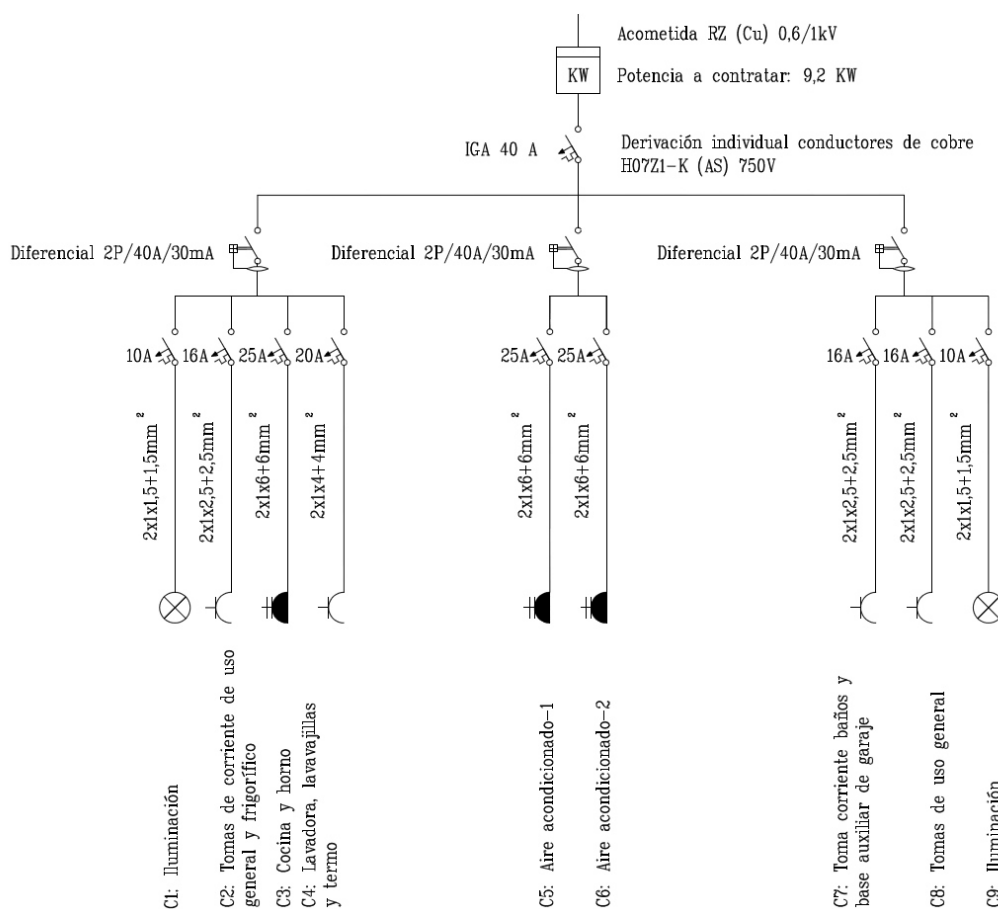 Acometida RZ (Cu) 0,6/1kV
KW
Potencia a contratar: 9,2 KW
IGA 40 A
Derivación individual conductores de cobre
H07Z1-K (AS) 750V
Diferencial 2P/40A/30mA
Diferencial 2P/40A/30mA
Diferencial 2P/40A/30mA
10A
16A
25A
20A
25A
25A
16A
16A
10A
2x1x1,5+1,5mm²
2x1x2,5+2,5mm²
2x1x6+6mm²
2x1x4+4mm²
2x1x6+6mm²
2x1x6+6mm²
2x1x2,5+2,5mm²
2x1x2,5+2,5mm²
2x1x1,5+1,5mm²
C1: Iluminación
C2: Tomas de corriente de uso
general y frigorífico
C3: Cocina y horno
C4: Lavadora, lavavajillas
y termo
C5: Aire acondicionado-1
C6: Aire acondicionado-2
C7: Toma corriente baños y
base auxiliar de garaje
C8: Tomas de uso general
C9: Iluminación